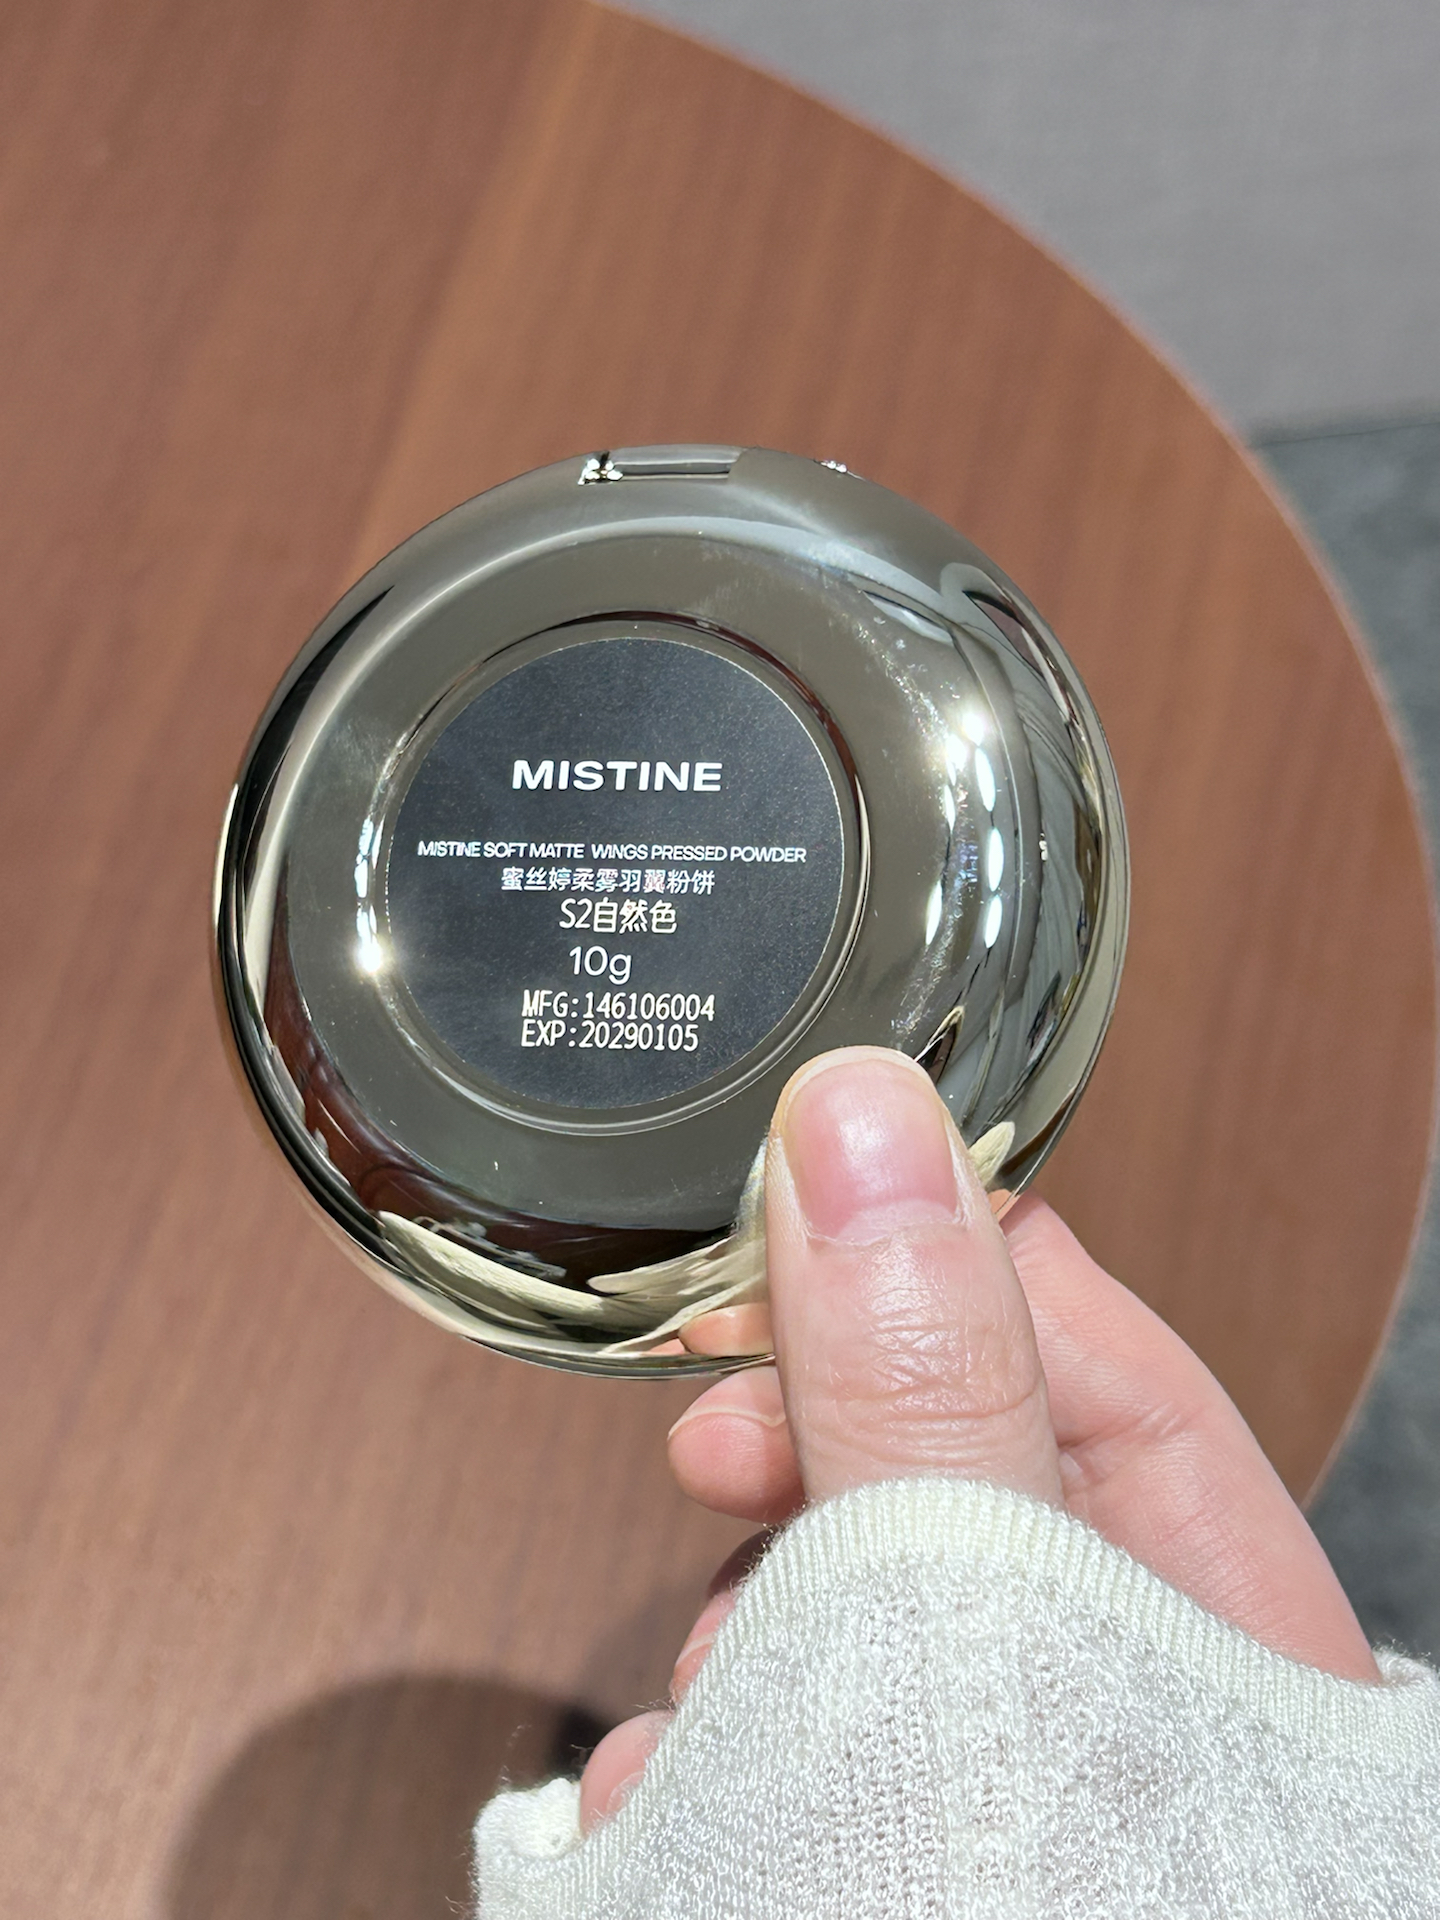 MISTINE
MISTINE SOFT MATTE WINGS PRESSED POWDER
蜜丝婷柔雾羽翼粉饼
S2自然色
10g
MFG:146106004
EXP:20290105